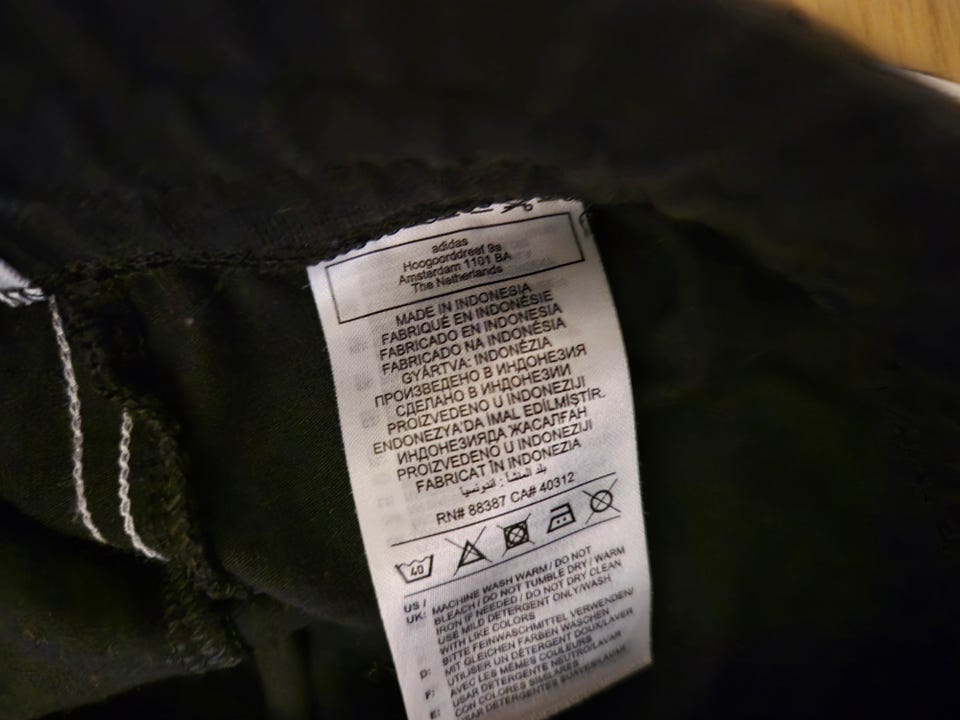 adidas
Hoogoorddreef 9a
Amsterdam 1101 BA
The Netherlands
MADE IN INDONESIA
FABRIQUÉ EN INDONÉSIE
FABRICADO EN INDONESIA
FABRICADO NA INDONÉSIA
GYÁRTVA: INDONÉZIA
ПРОИЗВЕДЕНО В ИНДОНЕЗИЯ
СДЕЛАНО В ИНДОНЕЗИИ
PROIZVEDENO U INDONEZIJI
ENDONEZYA'DA IMAL EDİLMİŞTİR.
ИНДОНЕЗИЯДА ЖАСАЛҒАН
PROIZVEDENO U INDONEZIJI
FABRICAT ÎN INDONEZIA
بلد المنشأ : اندونيسيا
RN# 88387 CA# 40312
40
US / UK: MACHINE WASH WARM / DO NOT
BLEACH / DO NOT TUMBLE DRY / WARM
IRON IF NEEDED / DO NOT DRY CLEAN
USE MILD DETERGENT ONLY/WASH
WITH LIKE COLORS
D: BITTE FEINWASCHMITTEL VERWENDEN/
MIT GLEICHEN FARBEN WASCHEN
F: UTILISER UN DÉTERGENT DOUX/LAVER
AVEC LES MÊMES COULEURS
E: USAR DETERGENTE NEUTRO/LAVAR
CON COLORES SIMILARES